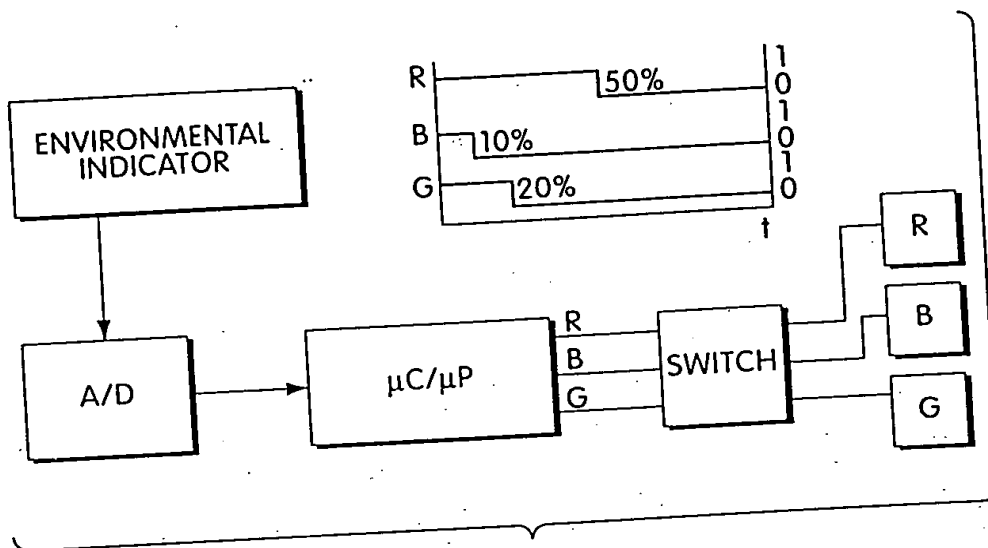 ENVIRONMENTAL
INDICATOR
R 50% 1
0
B 10% 1
0
G 20% 1
0
t
A/D
μC/μP
R
B
G
SWITCH
R
B
G